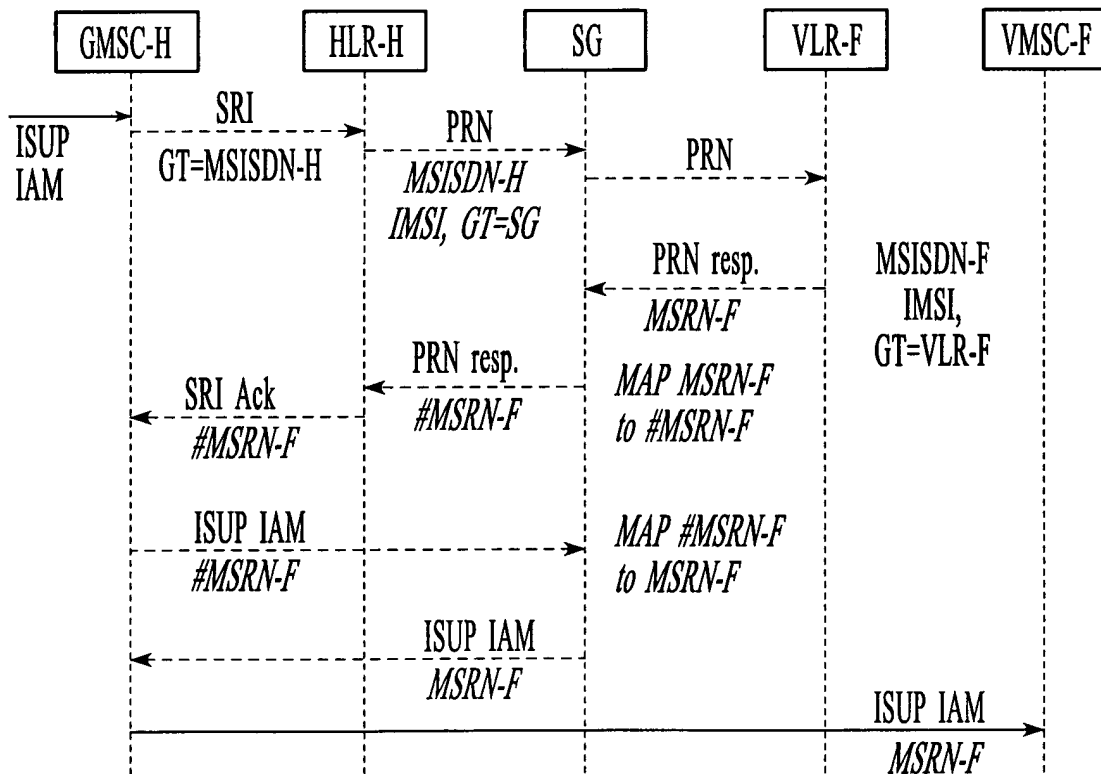 GMSC-H
HLR-H
SG
VLR-F
VMSC-F
ISUP
IAM
SRI
GT=MSISDN-H
PRN
MSISDN-H
IMSI, GT=SG
PRN
PRN resp.
MSRN-F
MSISDN-F
IMSI,
GT=VLR-F
PRN resp.
#MSRN-F
MAP MSRN-F
to #MSRN-F
SRI Ack
#MSRN-F
ISUP IAM
#MSRN-F
MAP #MSRN-F
to MSRN-F
ISUP IAM
MSRN-F
ISUP IAM
MSRN-F